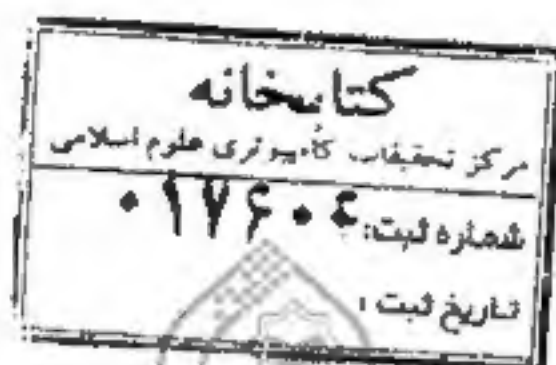 کتابخانه
مرکز تحقیقات کامپیوتری علوم اسلامی
شماره ثبت: ۰۱۷۶۰۴
تاریخ ثبت :